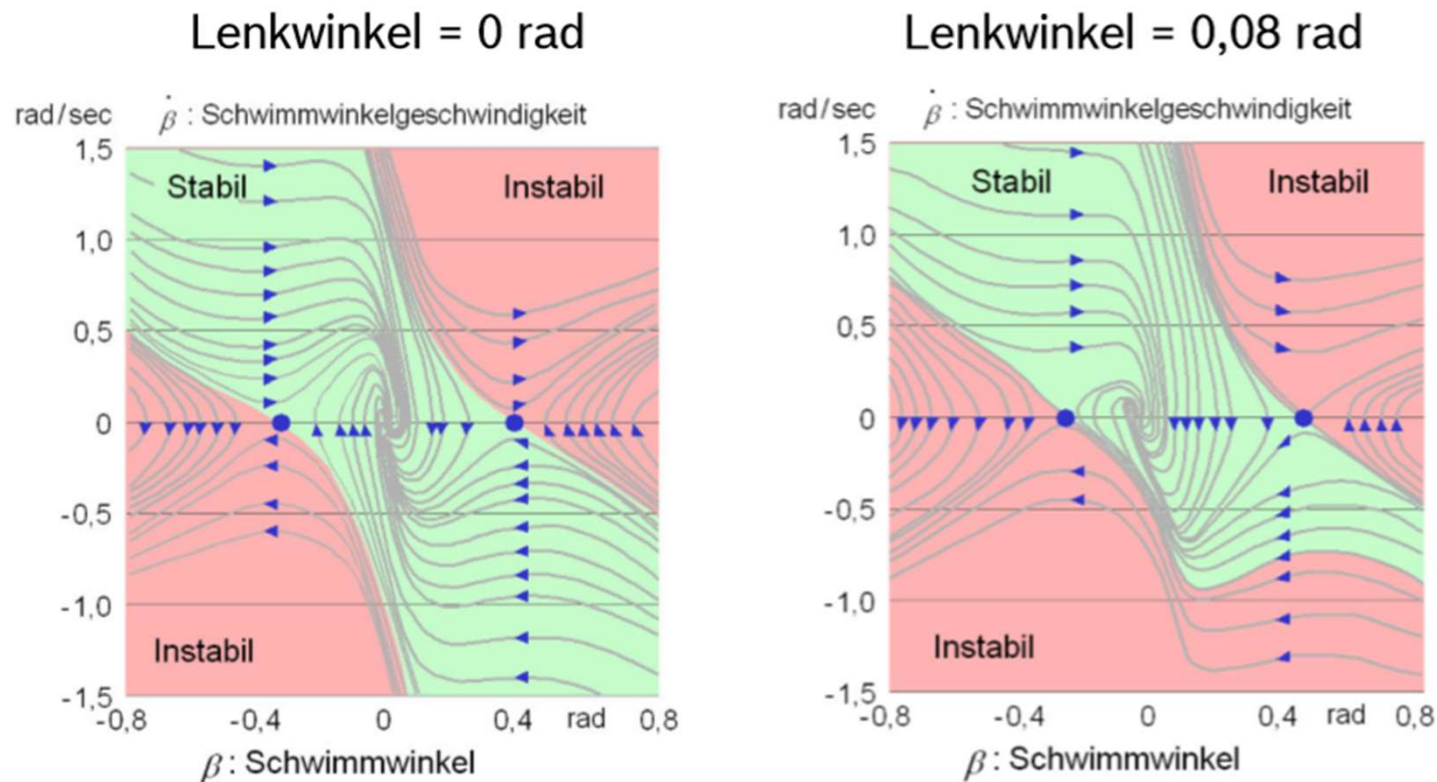 Lenkwinkel = 0 rad
rad/sec β̇ : Schwimmwinkelgeschwindigkeit
1,5
Stabil Instabil
1,0
0,5
0
-0,5
-1,0
Instabil
-1,5
-0,8 -0,4 0 0,4 rad 0,8
β : Schwimmwinkel
Lenkwinkel = 0,08 rad
rad/sec β̇ : Schwimmwinkelgeschwindigkeit
1,5
Stabil Instabil
1,0
0,5
0
-0,5
-1,0
Instabil
-1,5
-0,8 -0,4 0 0,4 rad 0,8
β : Schwimmwinkel